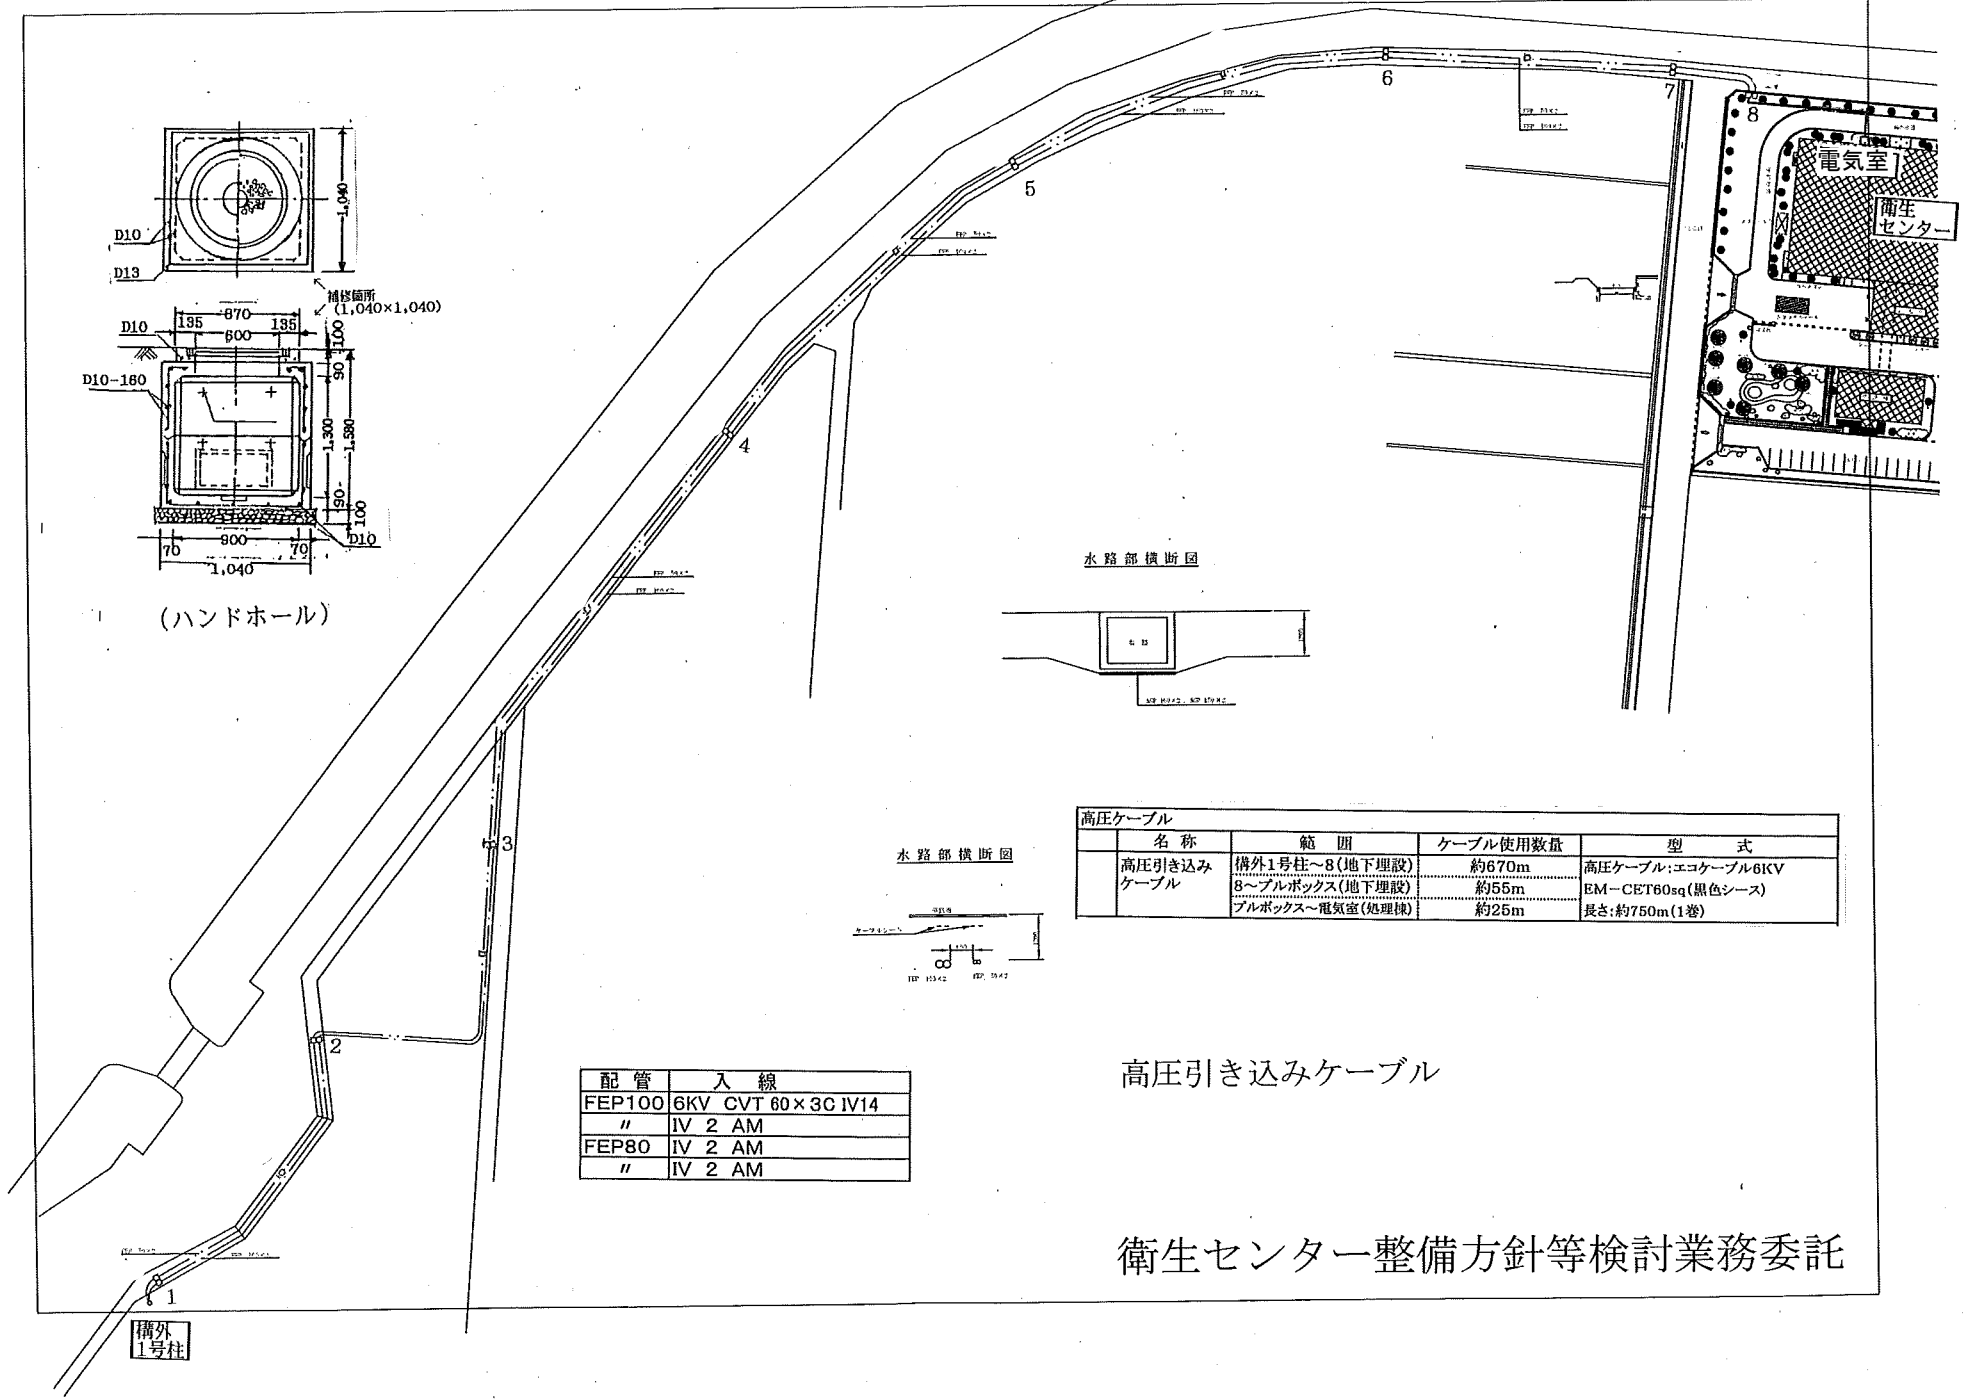 6
7
8
電気室
衛生
センター
5
1,040
D10
D13
補修箇所
(1,040×1,040)
870
D10
135
600
135
100
90
D10-160
1,300
1,580
4
90
100
D10
70
900
70
1,040
(ハンドホール)
水路部横断図
3
高圧ケーブル
名称 範囲 ケーブル使用数量 型式
高圧引き込み
ケーブル
構外1号柱～8(地下埋設) 約670m 高圧ケーブル;エコケーブル6KV
8～プルボックス(地下埋設) 約55m EM-CET60sq(黒色シース)
プルボックス～電気室(処理棟) 約25m 長さ:約750m(1巻)
水路部横断図
2
高圧引き込みケーブル
配管 入線
FEP100 6KV CVT 60×3C IV14
〃 IV 2 AM
FEP80 IV 2 AM
〃 IV 2 AM
衛生センター整備方針等検討業務委託
1
構外
1号柱